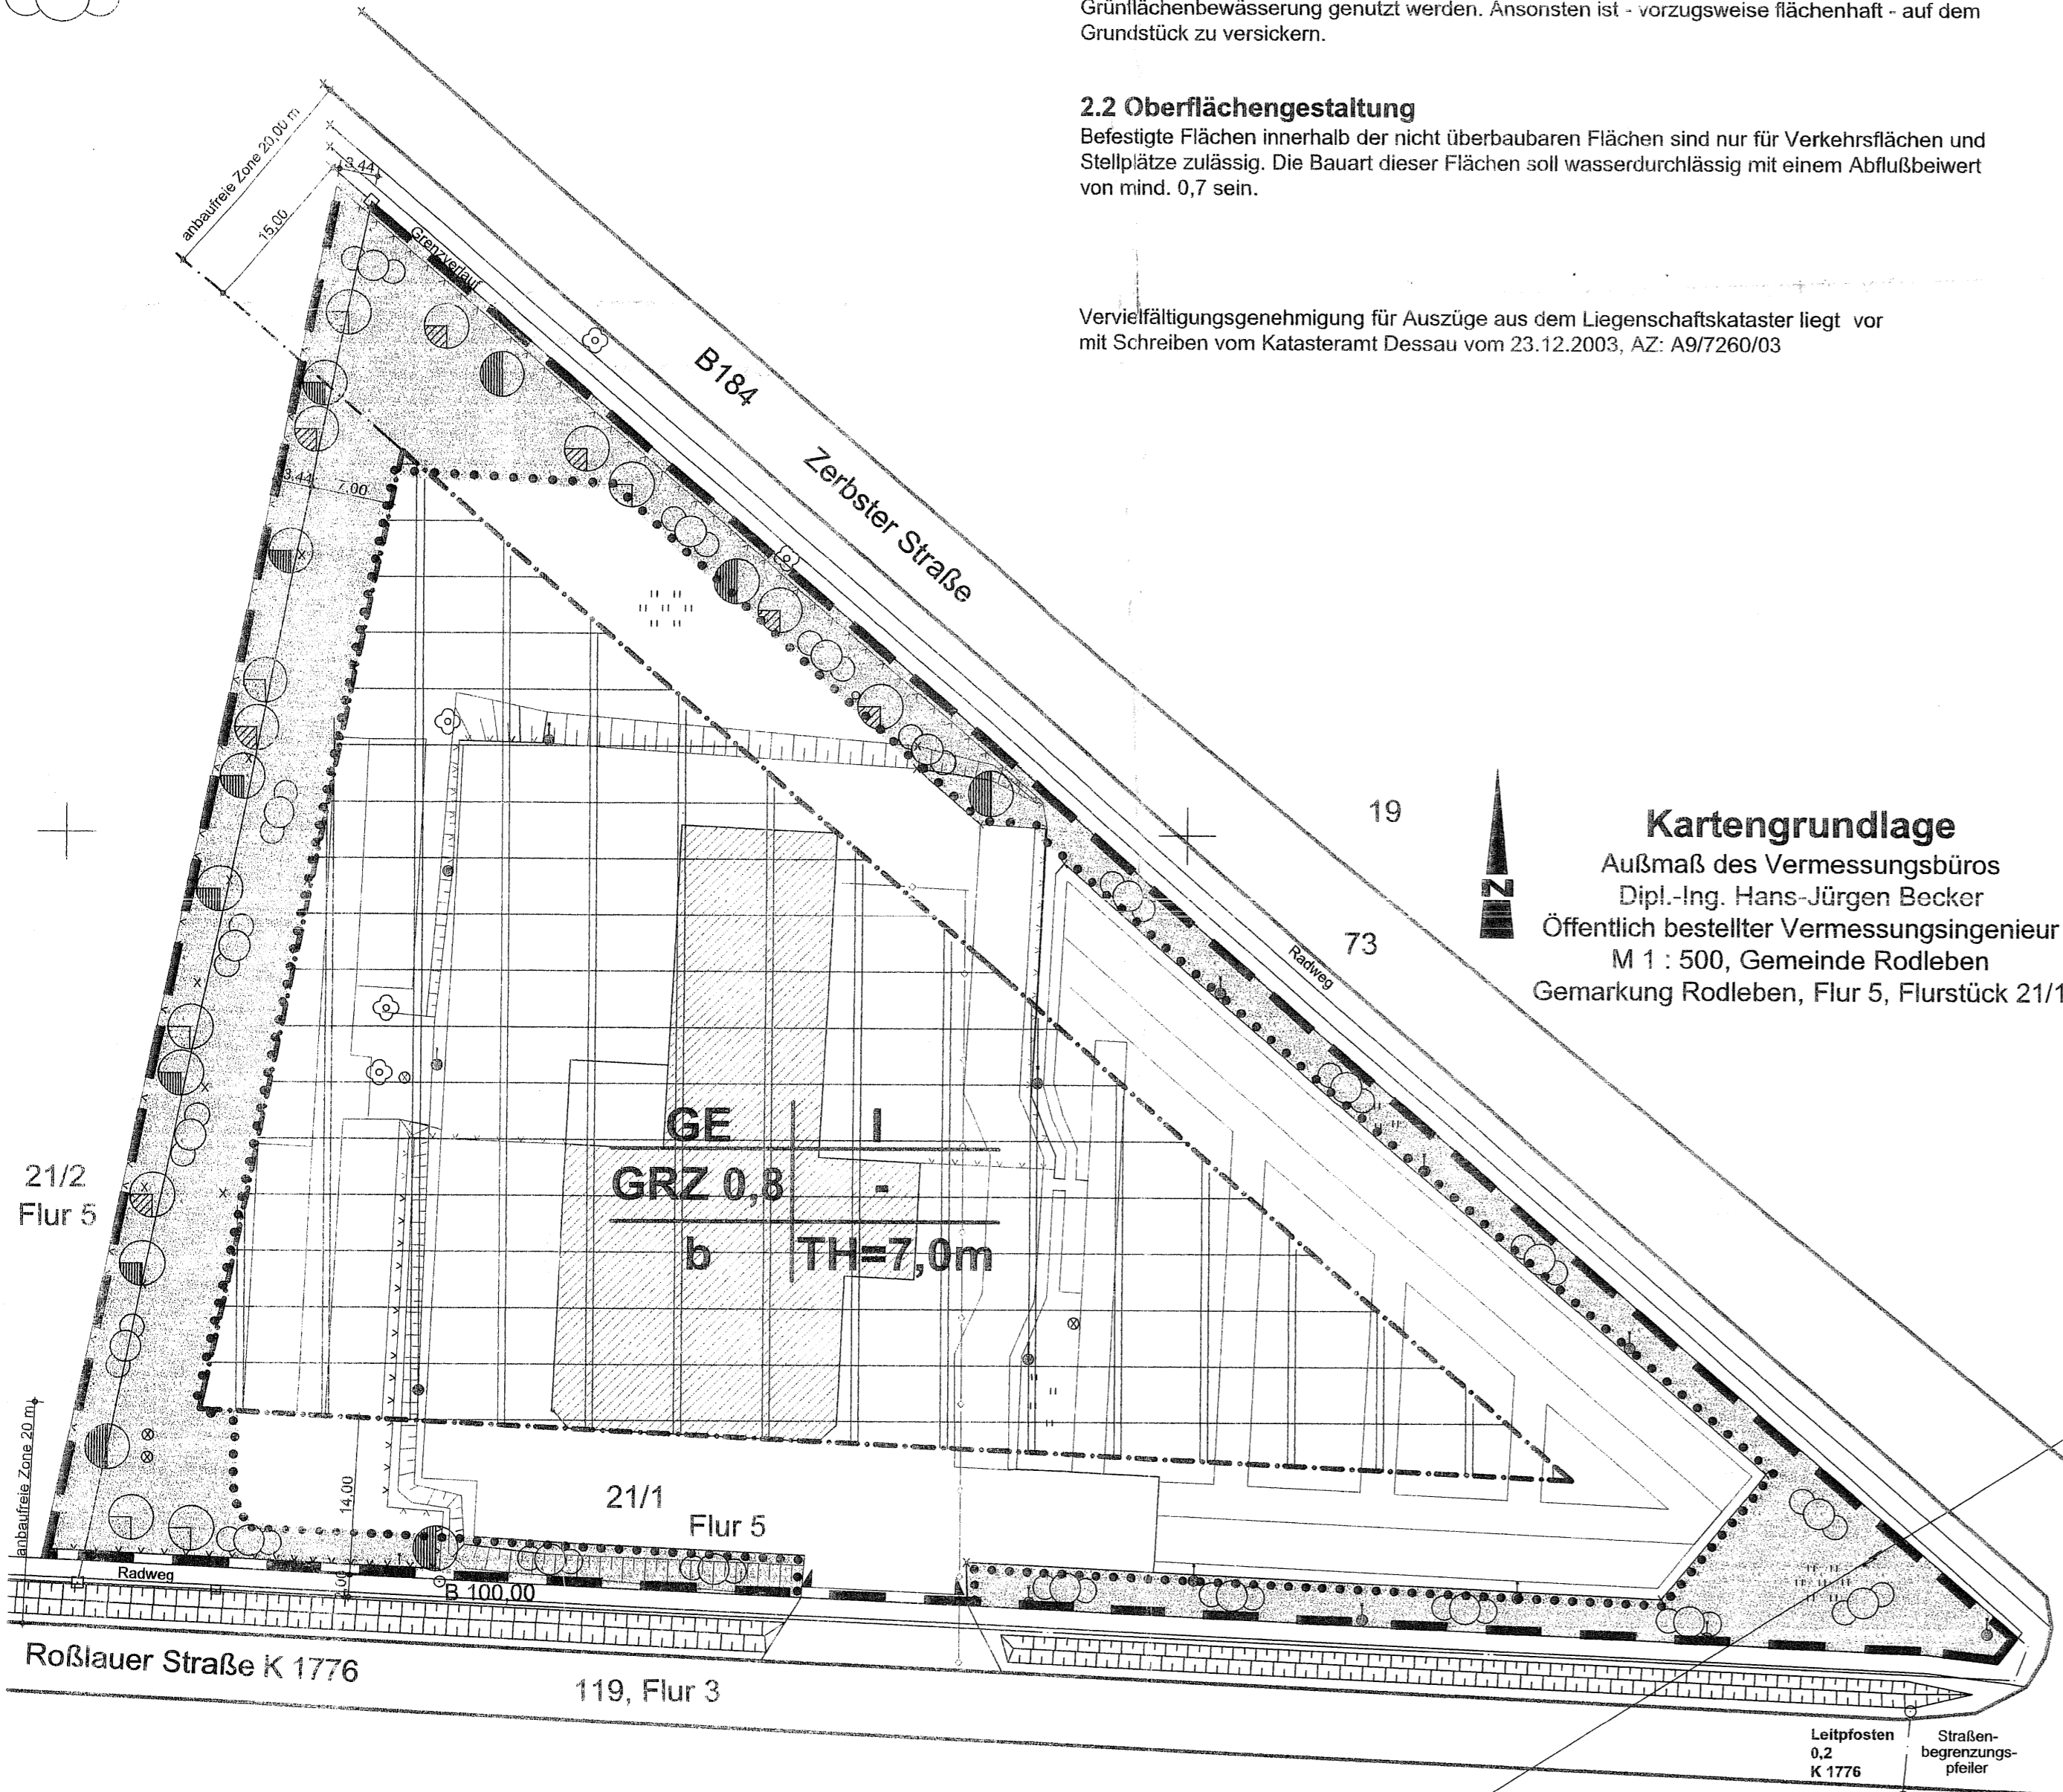 Grünflächenbewässerung genutzt werden. Ansonsten ist - vorzugsweise flächenhaft - auf dem
Grundstück zu versickern.
2.2 Oberflächengestaltung
Befestigte Flächen innerhalb der nicht überbaubaren Flächen sind nur für Verkehrsflächen und
Stellplätze zulässig. Die Bauart dieser Flächen soll wasserdurchlässig mit einem Abflußbeiwert
von mind. 0,7 sein.
Vervielfältigungsgenehmigung für Auszüge aus dem Liegenschaftskataster liegt vor
mit Schreiben vom Katasteramt Dessau vom 23.12.2003, AZ: A9/7260/03
anbaufreie Zone 20,00 m
15,00
3,44
Grenzverlauf
B184
Zerbster Straße
3,44
7,00
19
73
Radweg
N
Kartengrundlage
Außmaß des Vermessungsbüros
Dipl.-Ing. Hans-Jürgen Becker
Öffentlich bestellter Vermessungsingenieur
M 1 : 500, Gemeinde Rodleben
Gemarkung Rodleben, Flur 5, Flurstück 21/1
GE I
GRZ 0,8 -
b TH=7,0m
21/2
Flur 5
anbaufreie Zone 20 m
14,00
21/1
Flur 5
Radweg
B 100,00
Roßlauer Straße K 1776
119, Flur 3
Leitpfosten
0,2
K 1776
Straßen-
begrenzungs-
pfeiler